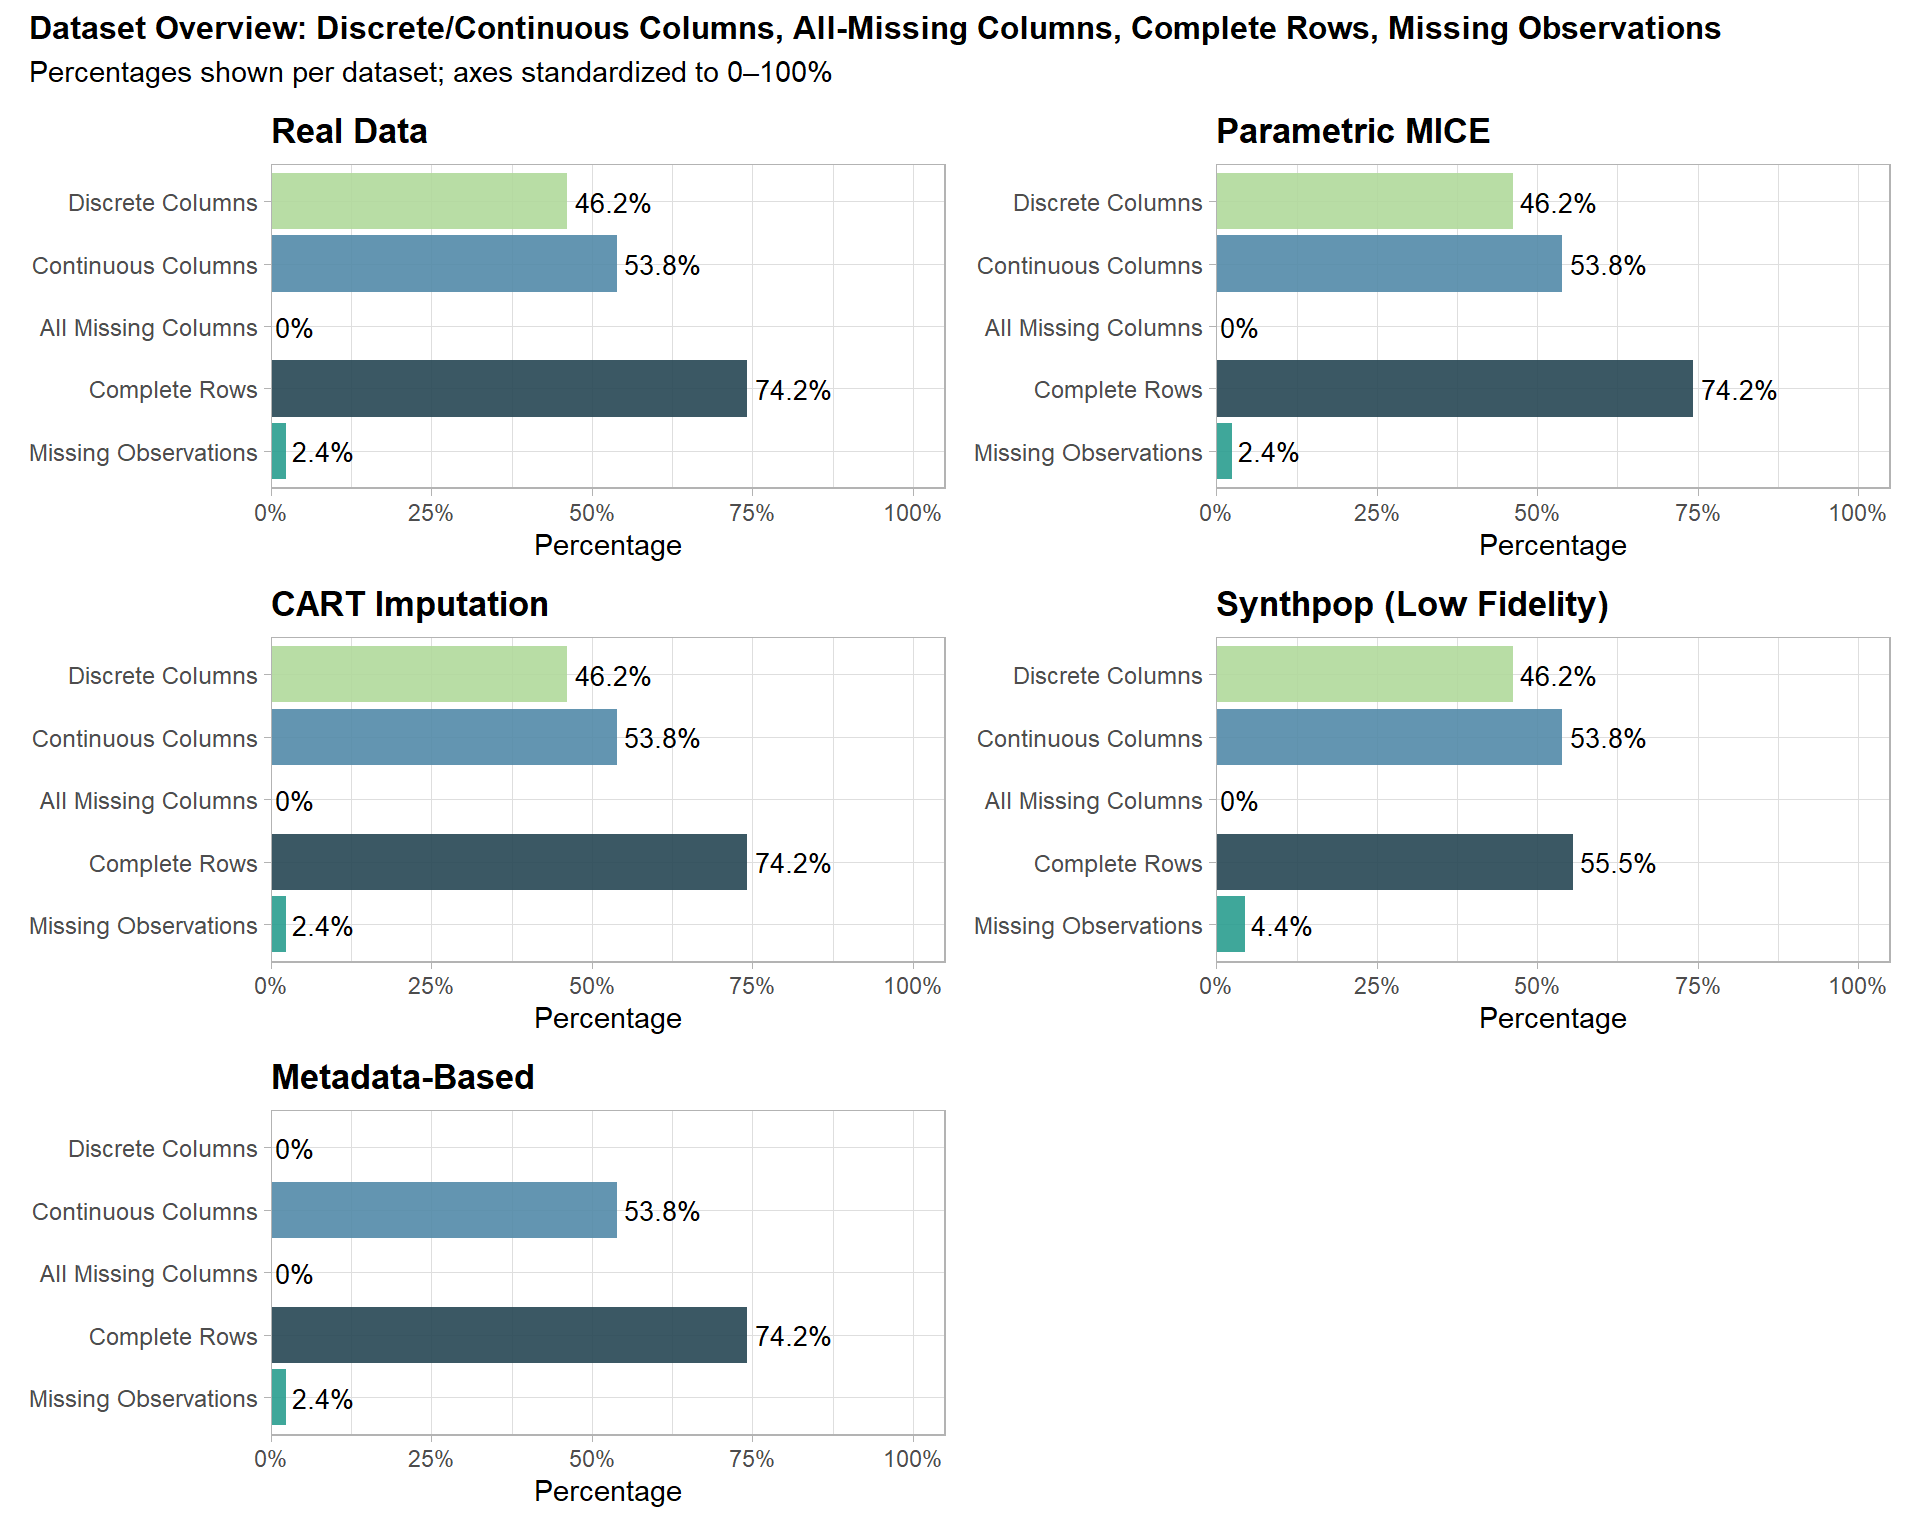 Dataset Overview: Discrete/Continuous Columns, All-Missing Columns, Complete Rows, Missing Observations
Percentages shown per dataset; axes standardized to 0–100%
Real Data
Discrete Columns 46.2%
Continuous Columns 53.8%
All Missing Columns 0%
Complete Rows 74.2%
Missing Observations 2.4%
0% 25% 50% 75% 100%
Percentage
Parametric MICE
Discrete Columns 46.2%
Continuous Columns 53.8%
All Missing Columns 0%
Complete Rows 74.2%
Missing Observations 2.4%
0% 25% 50% 75% 100%
Percentage
CART Imputation
Discrete Columns 46.2%
Continuous Columns 53.8%
All Missing Columns 0%
Complete Rows 74.2%
Missing Observations 2.4%
0% 25% 50% 75% 100%
Percentage
Synthpop (Low Fidelity)
Discrete Columns 46.2%
Continuous Columns 53.8%
All Missing Columns 0%
Complete Rows 55.5%
Missing Observations 4.4%
0% 25% 50% 75% 100%
Percentage
Metadata-Based
Discrete Columns 0%
Continuous Columns 53.8%
All Missing Columns 0%
Complete Rows 74.2%
Missing Observations 2.4%
0% 25% 50% 75% 100%
Percentage